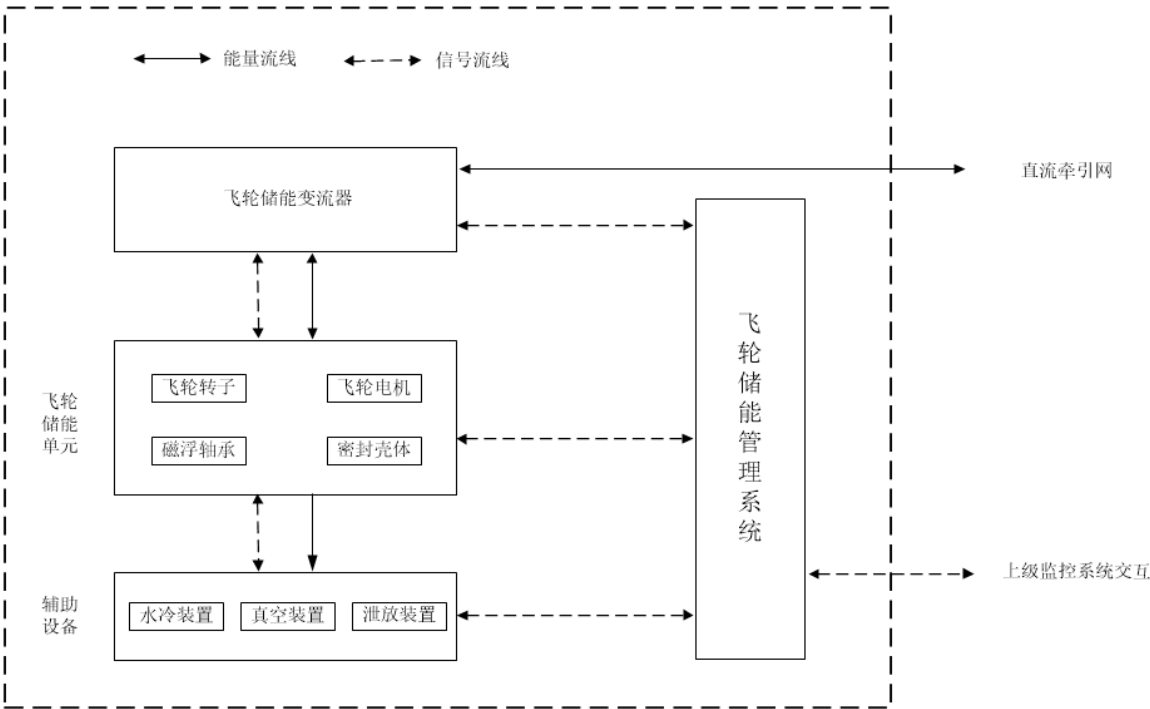 能量流线
信号流线
飞轮储能变流器
直流牵引网
飞轮
储能
单元
飞轮转子
飞轮电机
磁浮轴承
密封壳体
飞轮储能管理系统
辅助
设备
水冷装置
真空装置
泄放装置
上级监控系统交互